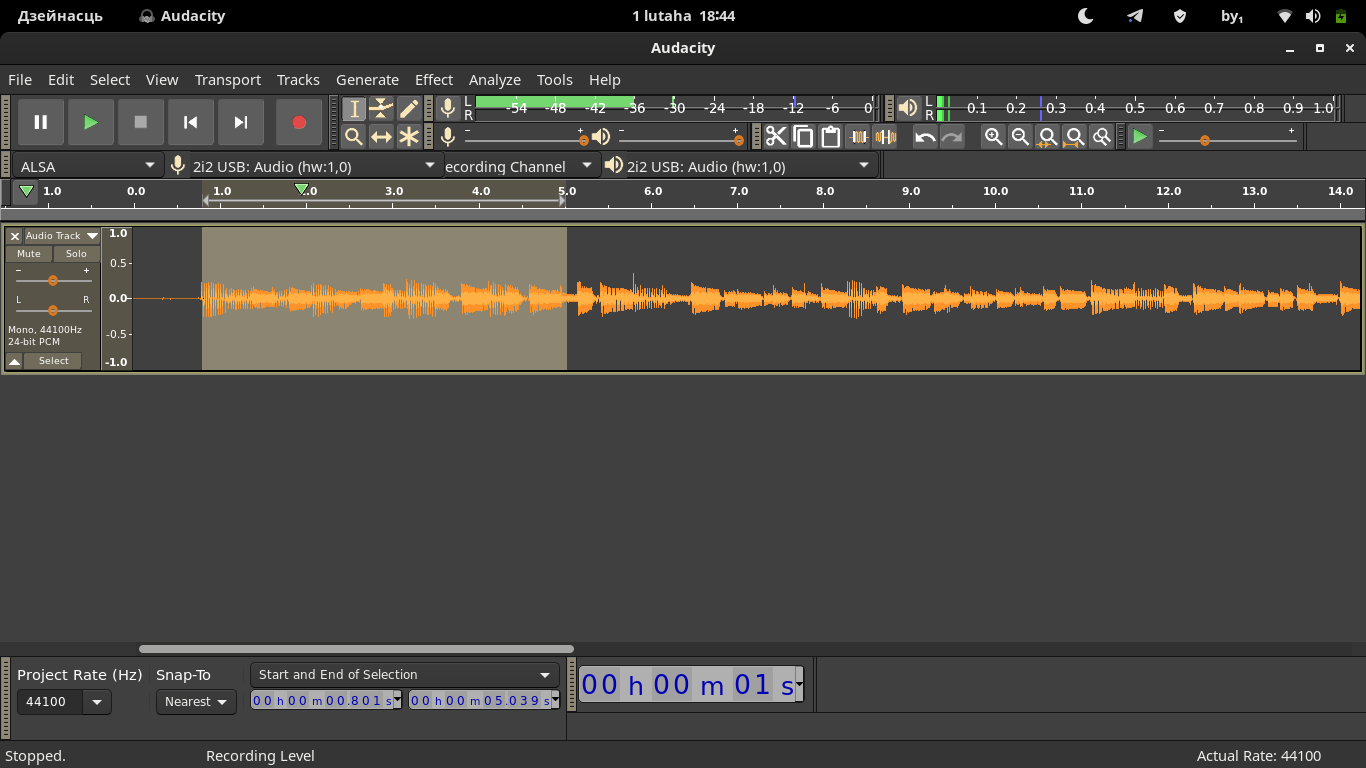 Дзейнасць Audacity 1 lutaha 18:44 by₁
Audacity
File Edit Select View Transport Tracks Generate Effect Analyze Tools Help
L R -54 -48 -42 -36 -30 -24 -18 -12 -6 0 L R 0.1 0.2 0.3 0.4 0.5 0.6 0.7 0.8 0.9 1.0
ALSA 2i2 USB: Audio (hw:1,0) ecording Channel 2i2 USB: Audio (hw:1,0)
1.0 0.0 1.0 2.0 3.0 4.0 5.0 6.0 7.0 8.0 9.0 10.0 11.0 12.0 13.0 14.0
Audio Track 1.0
Mute Solo
0.5
L R 0.0
Mono, 44100Hz -0.5
24-bit PCM
Select -1.0
Project Rate (Hz) Snap-To Start and End of Selection
44100 Nearest 00 h 00 m 00.801 s 00 h 00 m 05.039 s 00 h 00 m 01 s
Stopped. Recording Level Actual Rate: 44100